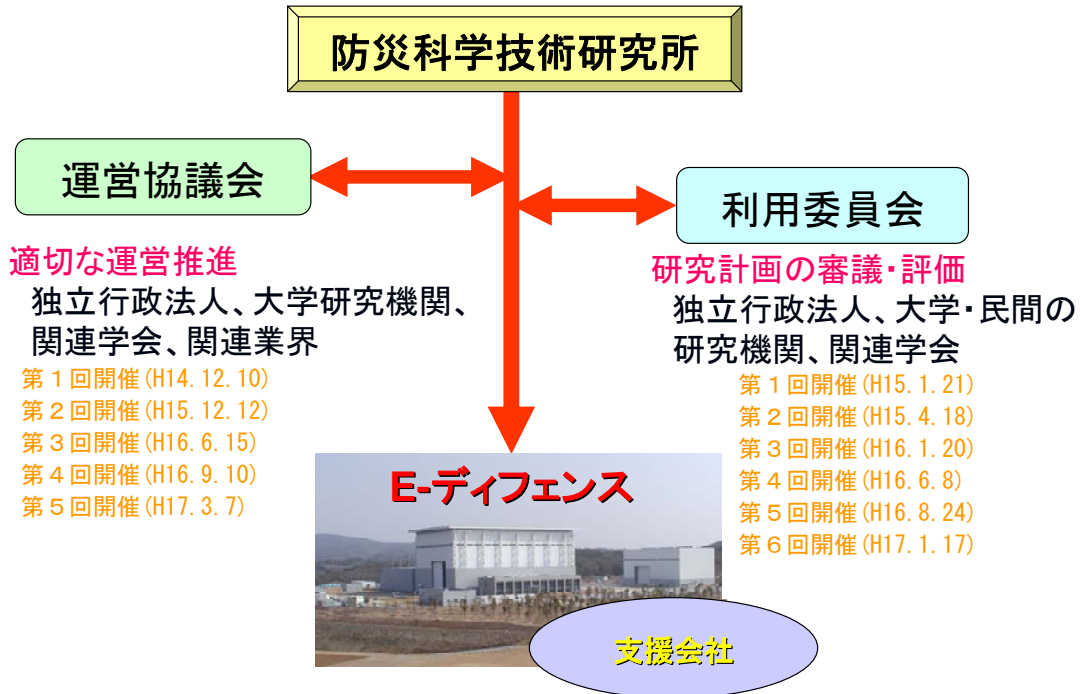 防災科学技術研究所
運営協議会
適切な運営推進
独立行政法人、大学研究機関、
関連学会、関連業界
第１回開催(H14.12.10)
第２回開催(H15.12.12)
第３回開催(H16.6.15)
第４回開催(H16.9.10)
第５回開催(H17.3.7)
利用委員会
研究計画の審議・評価
独立行政法人、大学・民間の
研究機関、関連学会
第１回開催(H15.1.21)
第２回開催(H15.4.18)
第３回開催(H16.1.20)
第４回開催(H16.6.8)
第５回開催(H16.8.24)
第６回開催(H17.1.17)
E-ディフェンス
支援会社